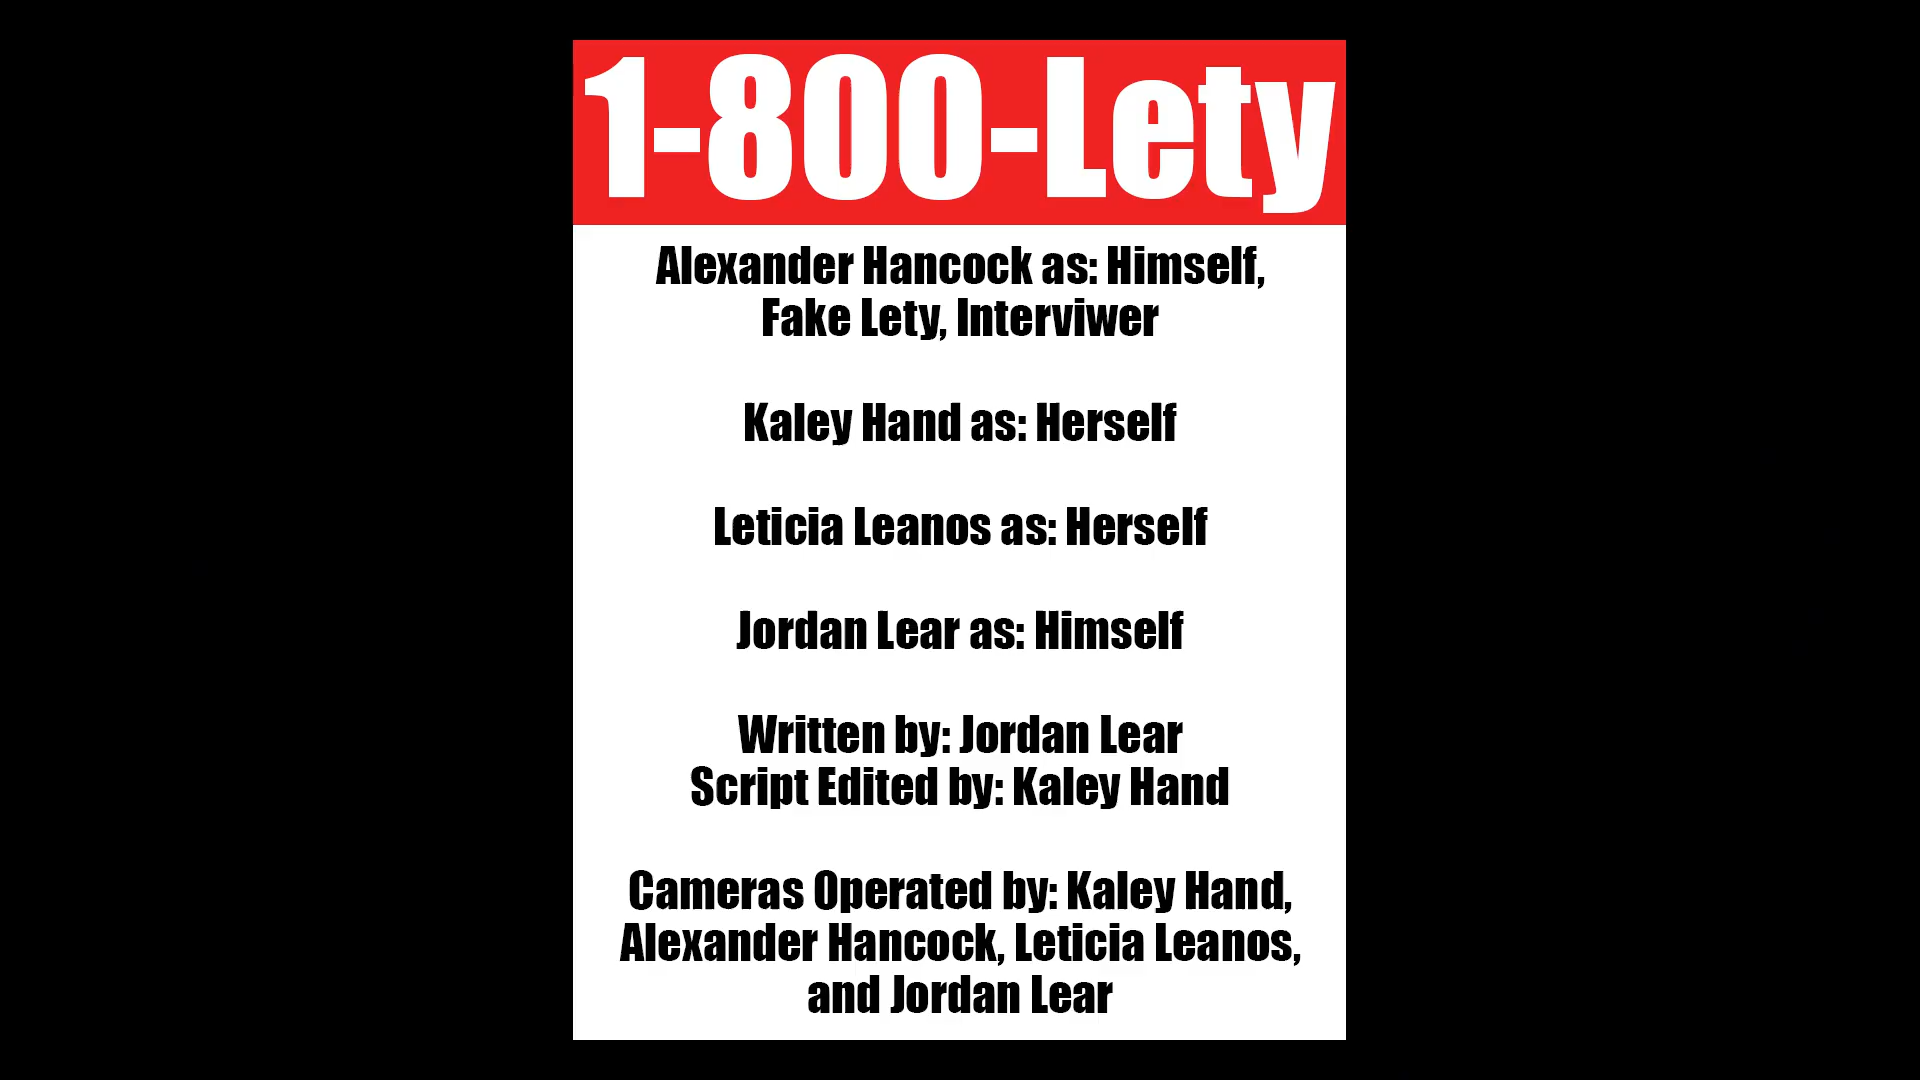 1-800-Lety
Alexander Hancock as: Himself,
Fake Lety, Interviwer
Kaley Hand as: Herself
Leticia Leanos as: Herself
Jordan Lear as: Himself
Written by: Jordan Lear
Script Edited by: Kaley Hand
Cameras Operated by: Kaley Hand,
Alexander Hancock, Leticia Leanos,
and Jordan Lear